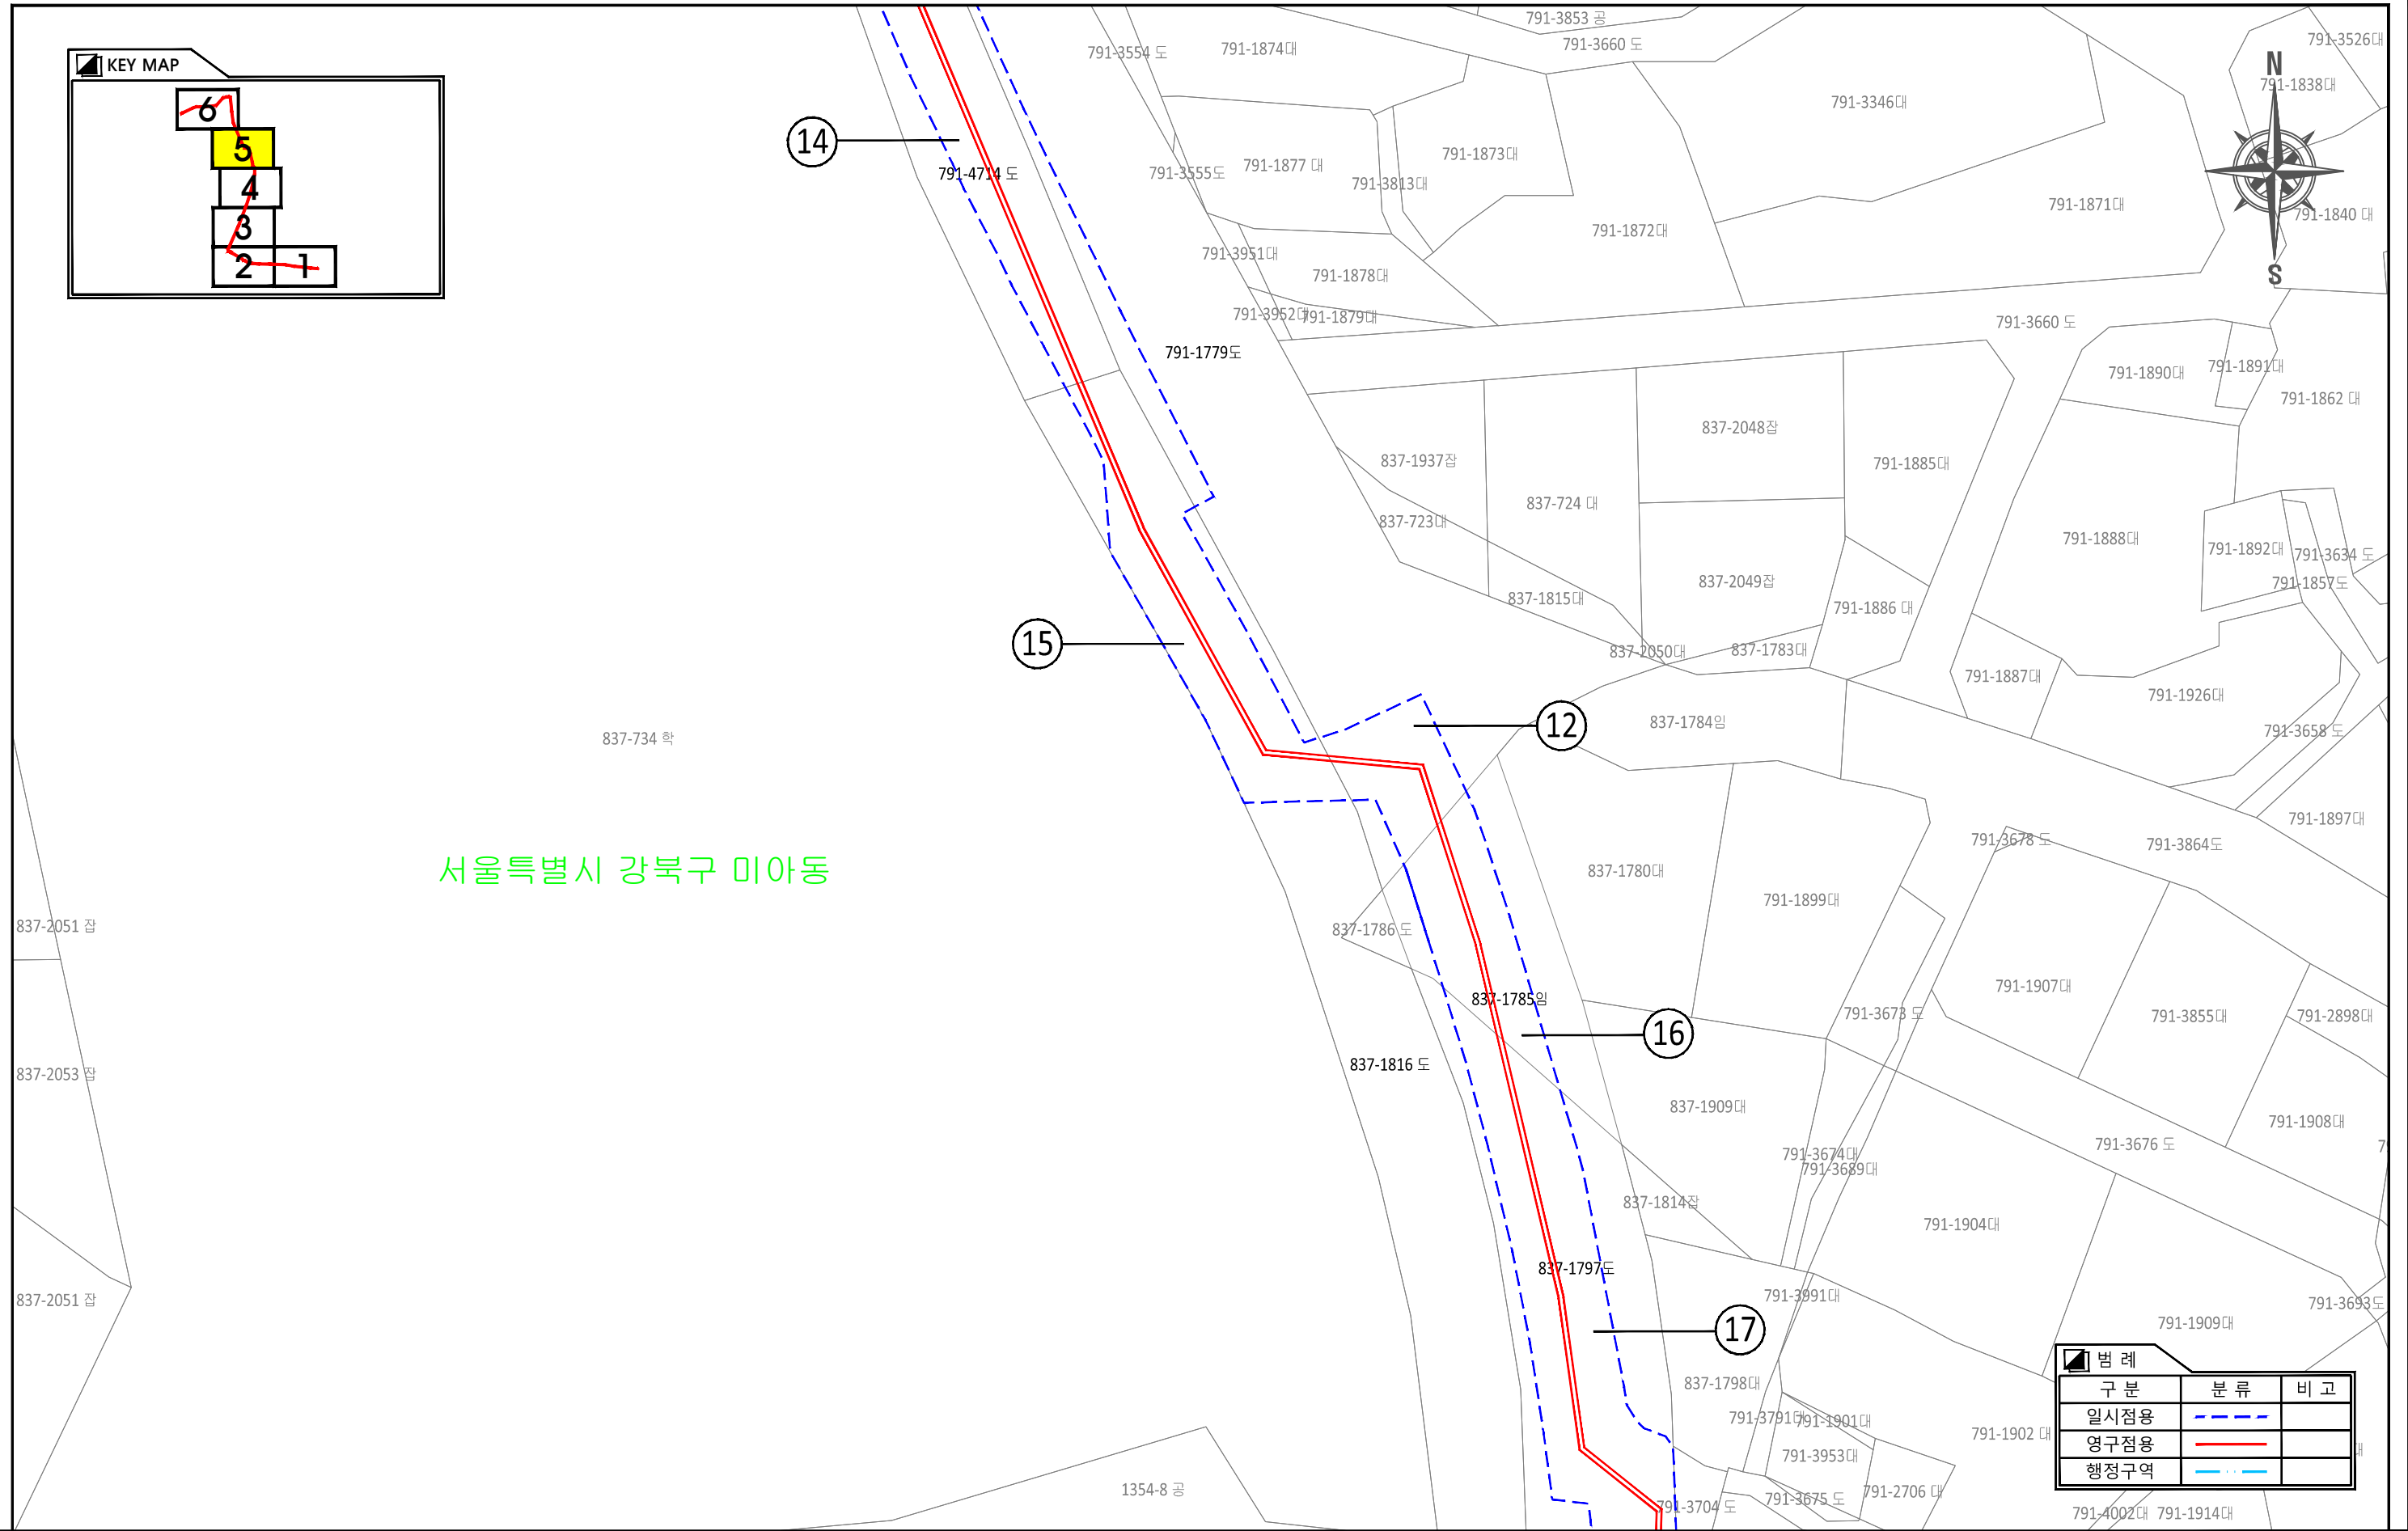 791-3853 공
791-3526대
791-3554 도
791-1874대
791-3660 도
KEY MAP
N
791-1838대
6
791-3346대
14
5
791-1873대
791-4714 도
791-3555도
791-1877 대
791-3813대
4
791-1871대
791-1840 대
3
791-1872대
791-3951대
791-1878대
2
1
S
791-3952대
791-1879대
791-3660 도
791-1779도
791-1890대
791-1891대
791-1862 대
837-2048잡
837-1937잡
791-1885대
837-724 대
837-723대
791-1888대
791-1892대
791-3634 도
837-2049잡
791-1857도
837-1815대
791-1886 대
15
837-2050대
837-1783대
791-1887대
791-1926대
12
837-1784임
791-3658 도
837-734 학
791-1897대
791-3678 도
791-3864도
서울특별시 강북구 미아동
837-1780대
791-1899대
837-2051 잡
837-1786 도
791-1907대
837-1785임
791-3673 도
791-3855대
791-2898대
16
837-1816 도
837-2053 잡
837-1909대
791-1908대
791-3676 도
791-3674대
791-3689대
837-1814잡
791-1904대
837-1797도
837-2051 잡
791-3991대
791-3693도
17
791-1909대
범 례
837-1798대
구 분 분 류 비 고
791-3791대
791-1901대
일시점용
791-1902 대
영구점용
791-3953대
행정구역
1354-8 공
791-3675 도
791-2706 대
791-3704 도
791-4002대
791-1914대